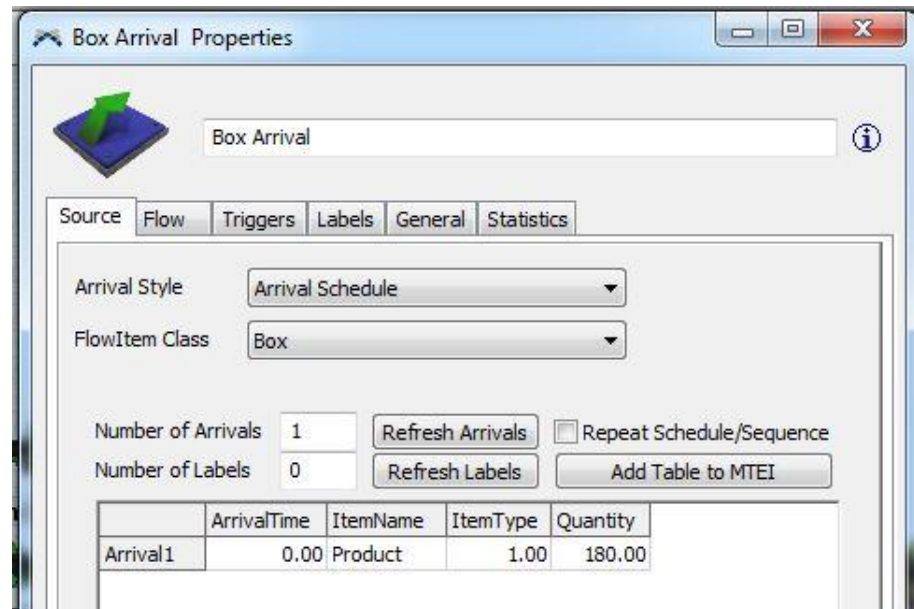 Box Arrival Properties
Box Arrival
Source Flow Triggers Labels General Statistics
Arrival Style Arrival Schedule
FlowItem Class Box
Number of Arrivals 1 Refresh Arrivals Repeat Schedule/Sequence
Number of Labels 0 Refresh Labels Add Table to MTEI
ArrivalTime ItemName ItemType Quantity
Arrival1 0.00 Product 1.00 180.00